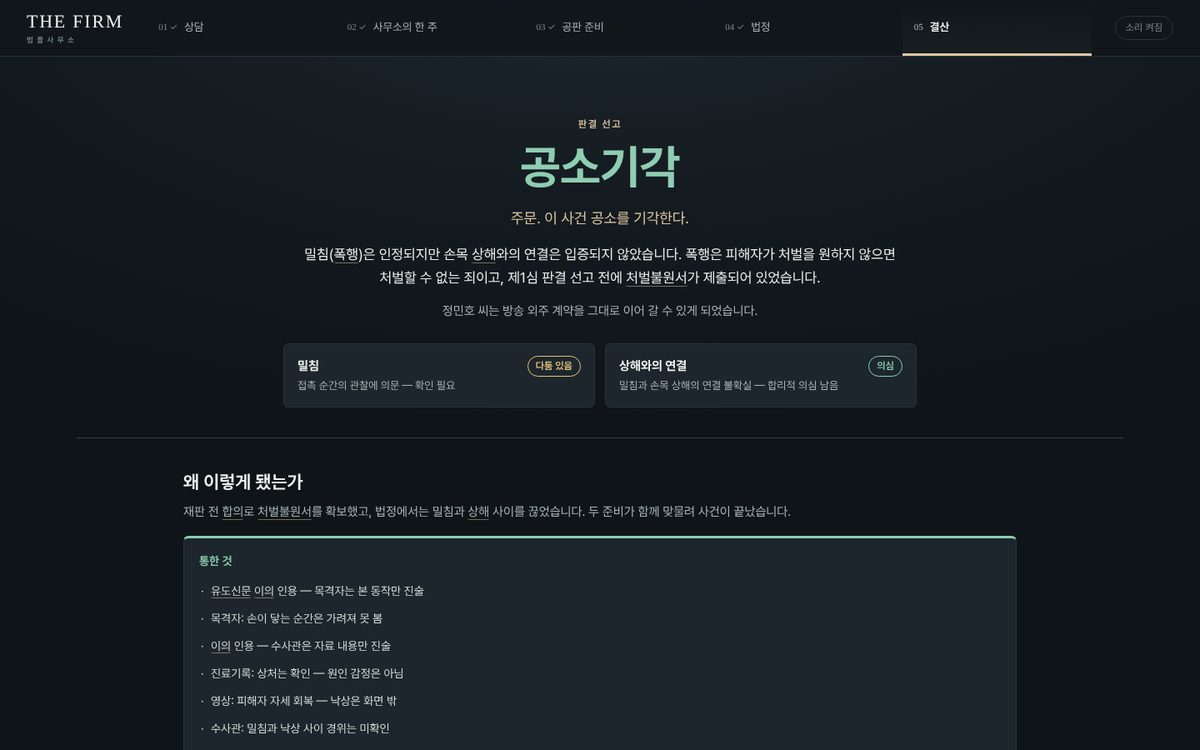 THE FIRM
법률사무소
01 ✓ 상담
02 ✓ 사무소의 한 주
03 ✓ 공판 준비
04 ✓ 법정
05 결산
소리 켜짐
판결 선고
공소기각
주문. 이 사건 공소를 기각한다.
밀침(폭행)은 인정되지만 손목 상해와의 연결은 입증되지 않았습니다. 폭행은 피해자가 처벌을 원하지 않으면
처벌할 수 없는 죄이고, 제1심 판결 선고 전에 처벌불원서가 제출되어 있었습니다.
정민호 씨는 방송 외주 계약을 그대로 이어 갈 수 있게 되었습니다.
밀침
다툼 있음
접촉 순간의 관찰에 의문 — 확인 필요
상해와의 연결
의심
밀침과 손목 상해의 연결 불확실 — 합리적 의심 남음
왜 이렇게 됐는가
재판 전 합의로 처벌불원서를 확보했고, 법정에서는 밀침과 상해 사이를 끊었습니다. 두 준비가 함께 맞물려 사건이 끝났습니다.
통한 것
· 유도신문 이의 인용 — 목격자는 본 동작만 진술
· 목격자: 손이 닿는 순간은 가려져 못 봄
· 이의 인용 — 수사관은 자료 내용만 진술
· 진료기록: 상처는 확인 — 원인 감정은 아님
· 영상: 피해자 자세 회복 — 낙상은 화면 밖
· 수사관: 밀침과 낙상 사이 경위는 미확인